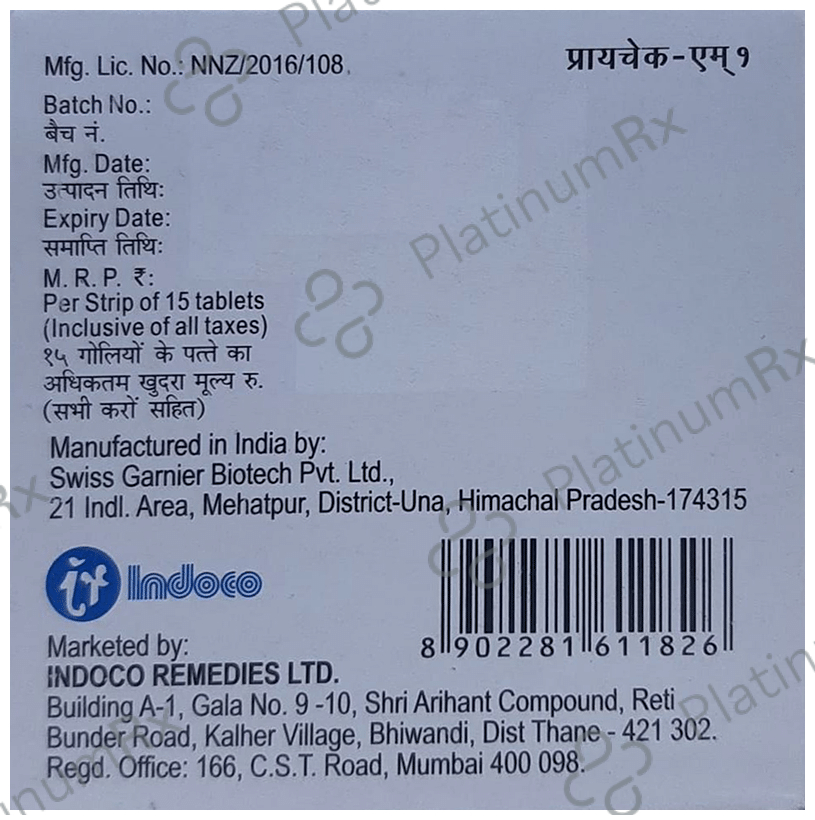 Mfg. Lic. No.: NNZ/2016/108
प्रायचेक-एम् १
Batch No.:
बैच नं.
Mfg. Date:
उत्पादन तिथि:
Expiry Date:
समाप्ति तिथि:
M. R. P. ₹:
Per Strip of 15 tablets
(Inclusive of all taxes)
१५ गोलियों के पत्ते का
अधिकतम खुदरा मूल्य रु.
(सभी करों सहित)
Manufactured in India by:
Swiss Garnier Biotech Pvt. Ltd.,
21 Indl. Area, Mehatpur, District-Una, Himachal Pradesh-174315
Indoco
8 902281 611826
Marketed by:
INDOCO REMEDIES LTD.
Building A-1, Gala No. 9 -10, Shri Arihant Compound, Reti
Bunder Road, Kalher Village, Bhiwandi, Dist Thane - 421 302.
Regd. Office: 166, C.S.T. Road, Mumbai 400 098.
PlatinumRx
PlatinumRx